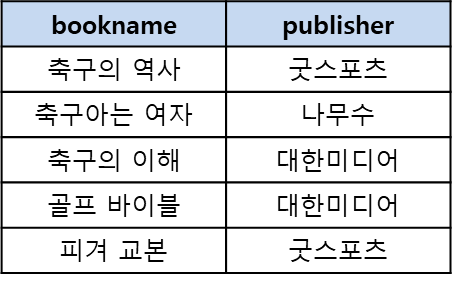 bookname publisher
축구의 역사 굿스포츠
축구아는 여자 나무수
축구의 이해 대한미디어
골프 바이블 대한미디어
피겨 교본 굿스포츠